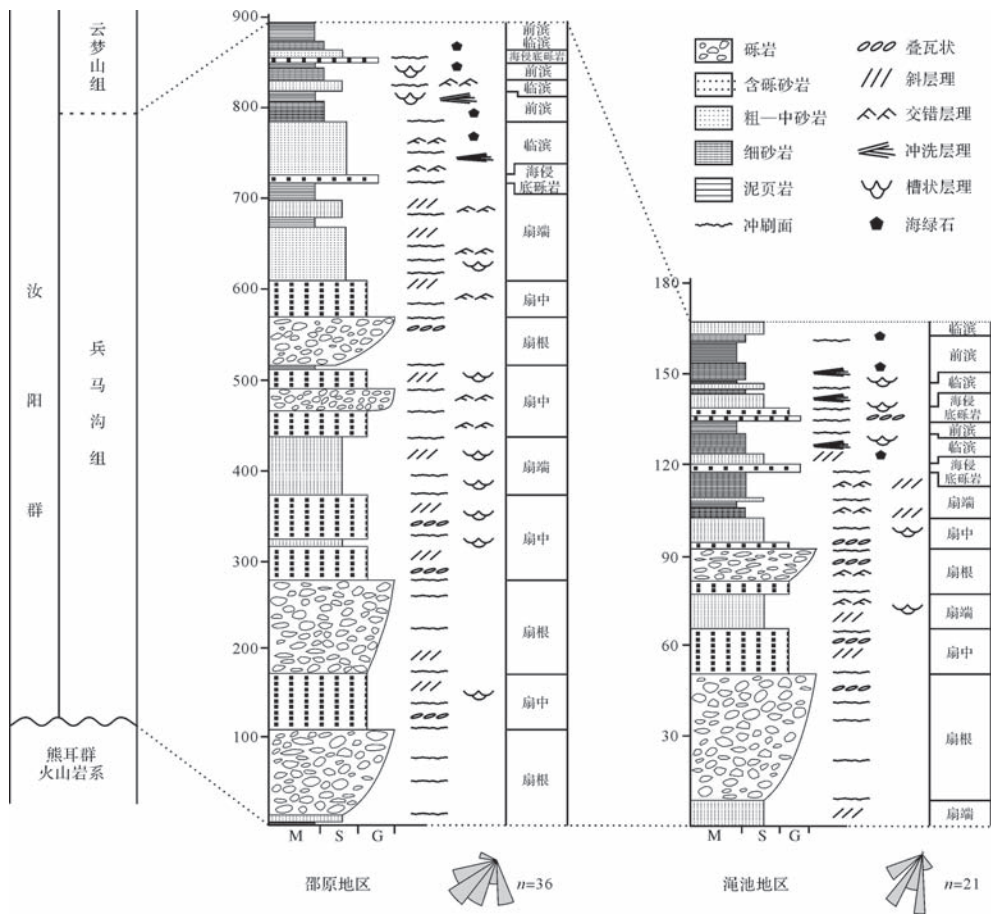 汝阳群
云梦山组
兵马沟组
熊耳群
火山岩系
900
800
700
600
500
400
300
200
100
M S G
前滨
临滨
海侵底砾岩
前滨
临滨
前滨
临滨
海侵
底砾岩
扇端
扇中
扇根
扇中
扇端
扇中
扇根
扇中
扇根
邵原地区
n=36
砾岩
含砾砂岩
粗—中砂岩
细砂岩
泥页岩
冲刷面
叠瓦状
斜层理
交错层理
冲洗层理
槽状层理
海绿石
180
150
120
90
60
30
M S G
临滨
前滨
临滨
海侵
底砾岩
前滨
临滨
海侵
底砾岩
扇端
扇中
扇根
扇端
扇中
扇根
扇端
渑池地区
n=21